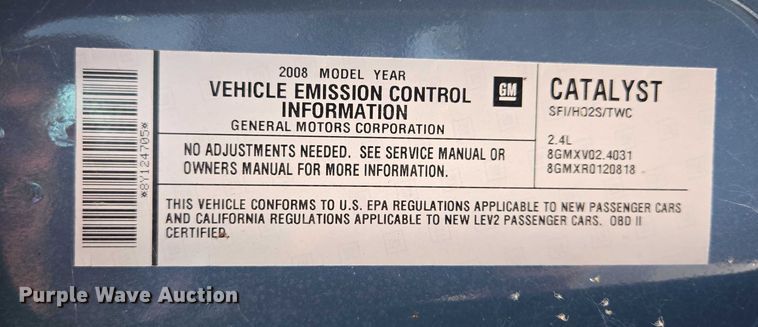 *8Y124705*
2008 MODEL YEAR
VEHICLE EMISSION CONTROL
INFORMATION
GENERAL MOTORS CORPORATION
GM
CATALYST
SFI/HO2S/TWC
2.4L
8GMXV02.4031
8GMXR0120818
NO ADJUSTMENTS NEEDED. SEE SERVICE MANUAL OR
OWNERS MANUAL FOR MORE INFORMATION.
THIS VEHICLE CONFORMS TO U.S. EPA REGULATIONS APPLICABLE TO NEW PASSENGER CARS
AND CALIFORNIA REGULATIONS APPLICABLE TO NEW LEV2 PASSENGER CARS. OBD II
CERTIFIED.
Purple Wave Auction